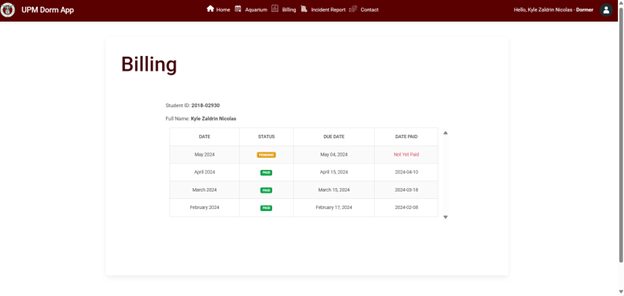 UPM Dorm App Home Aquarium Billing Incident Report Contact Hello, Kyle Zaldrin Nicolas - Dormer
Billing
Student ID: 2018-02930
Full Name: Kyle Zaldrin Nicolas
DATE STATUS DUE DATE DATE PAID
May 2024 PENDING May 04, 2024 Not Yet Paid
April 2024 PAID April 15, 2024 2024-04-10
March 2024 PAID March 15, 2024 2024-03-18
February 2024 PAID February 17, 2024 2024-02-08